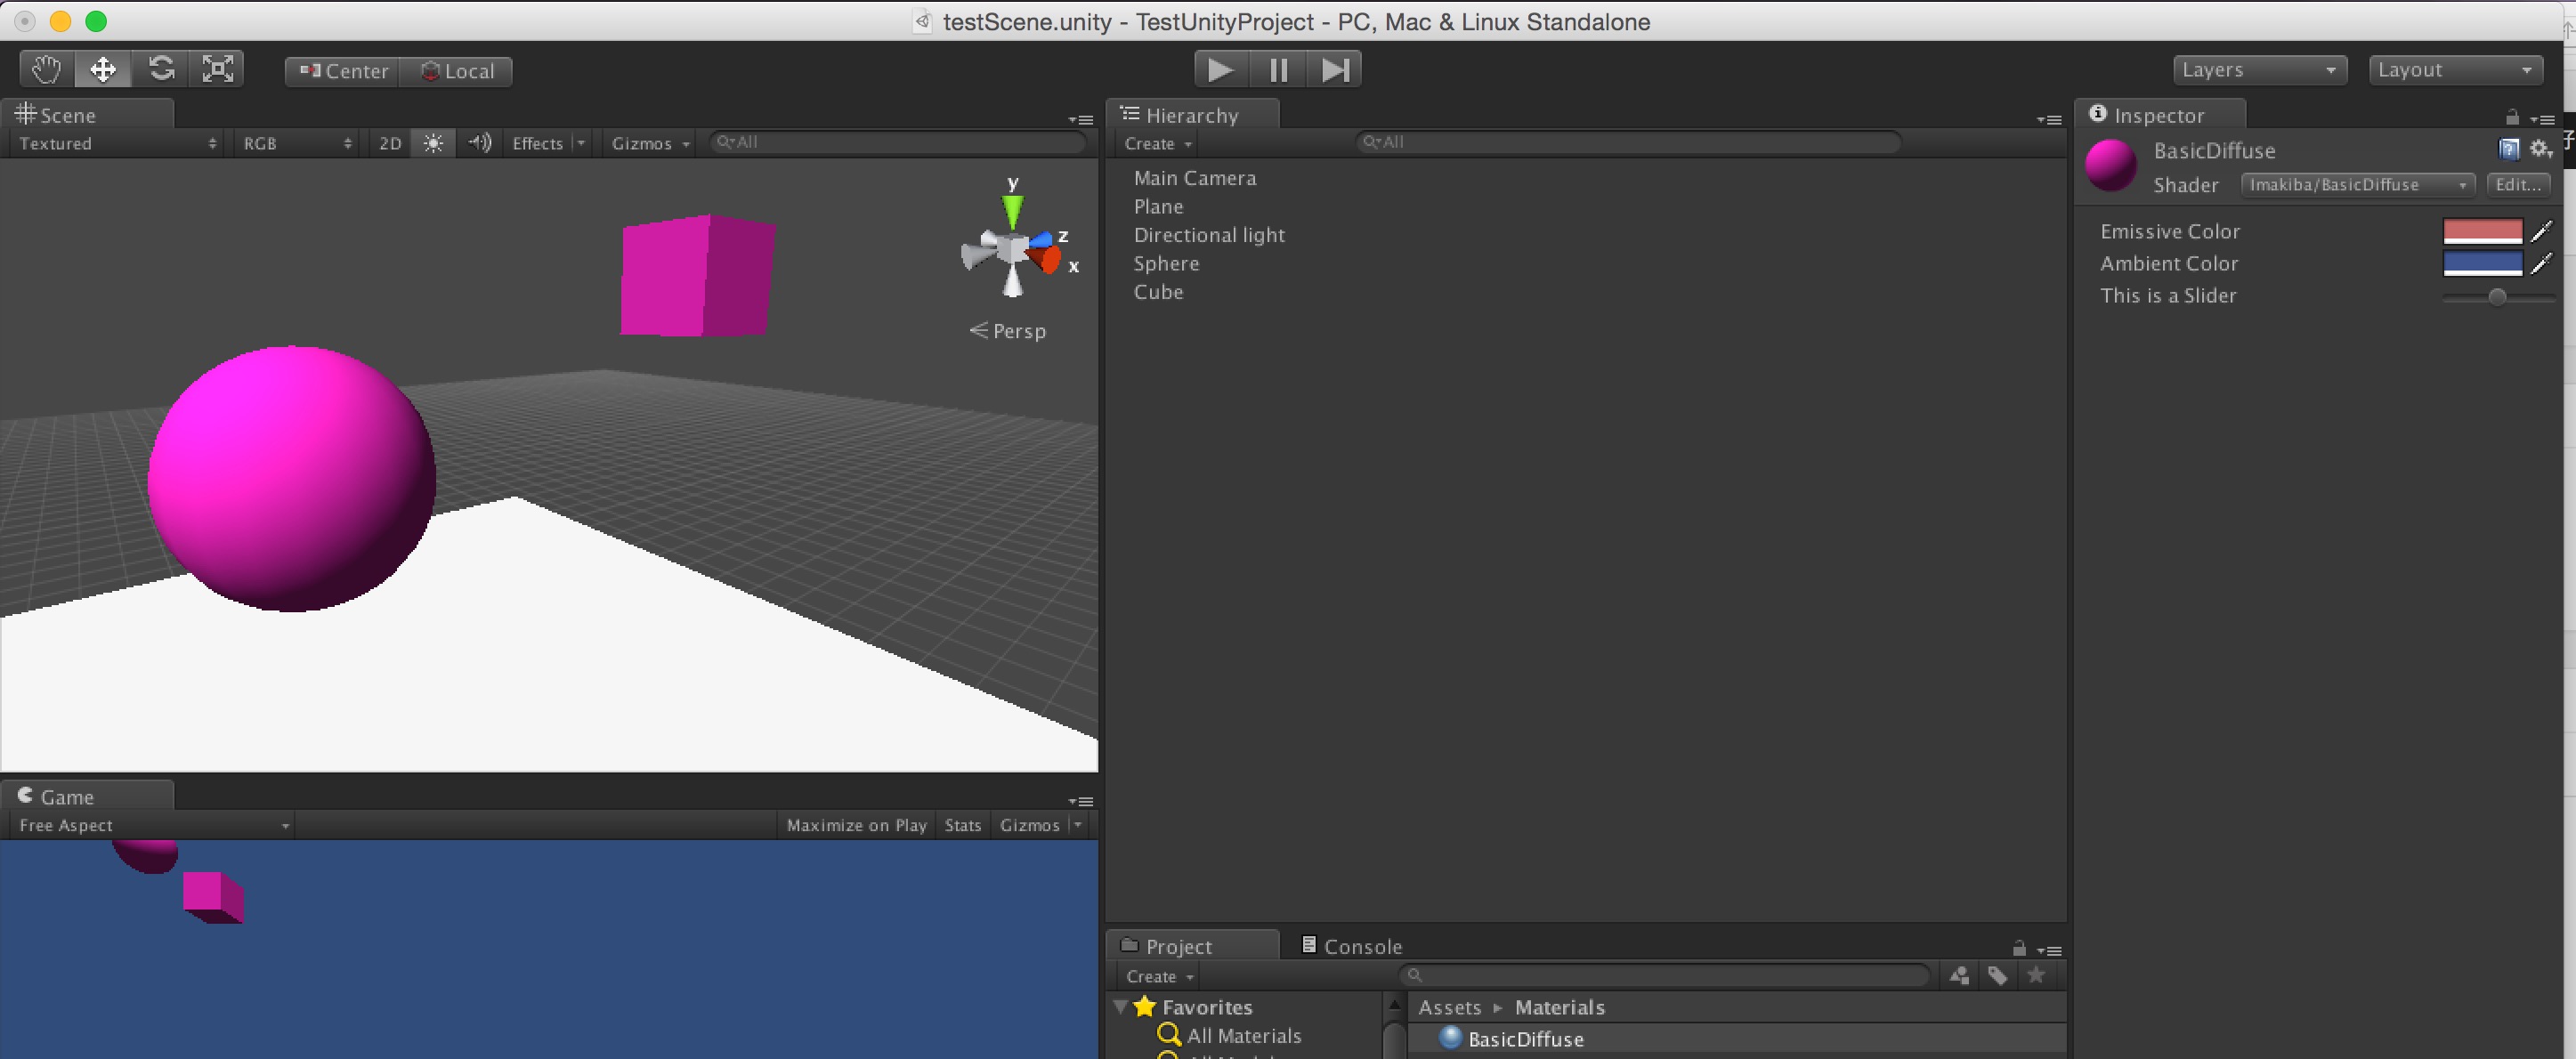 testScene.unity - TestUnityProject - PC, Mac & Linux Standalone
Center Local
Layers Layout
Scene
Textured RGB 2D Effects Gizmos All
y
z
x
Persp
Hierarchy
Create All
Main Camera
Plane
Directional light
Sphere
Cube
Inspector
BasicDiffuse
Shader Imakiba/BasicDiffuse Edit...
Emissive Color
Ambient Color
This is a Slider
Game
Free Aspect Maximize on Play Stats Gizmos
Project Console
Create
Favorites
All Materials
Assets ▸ Materials
BasicDiffuse